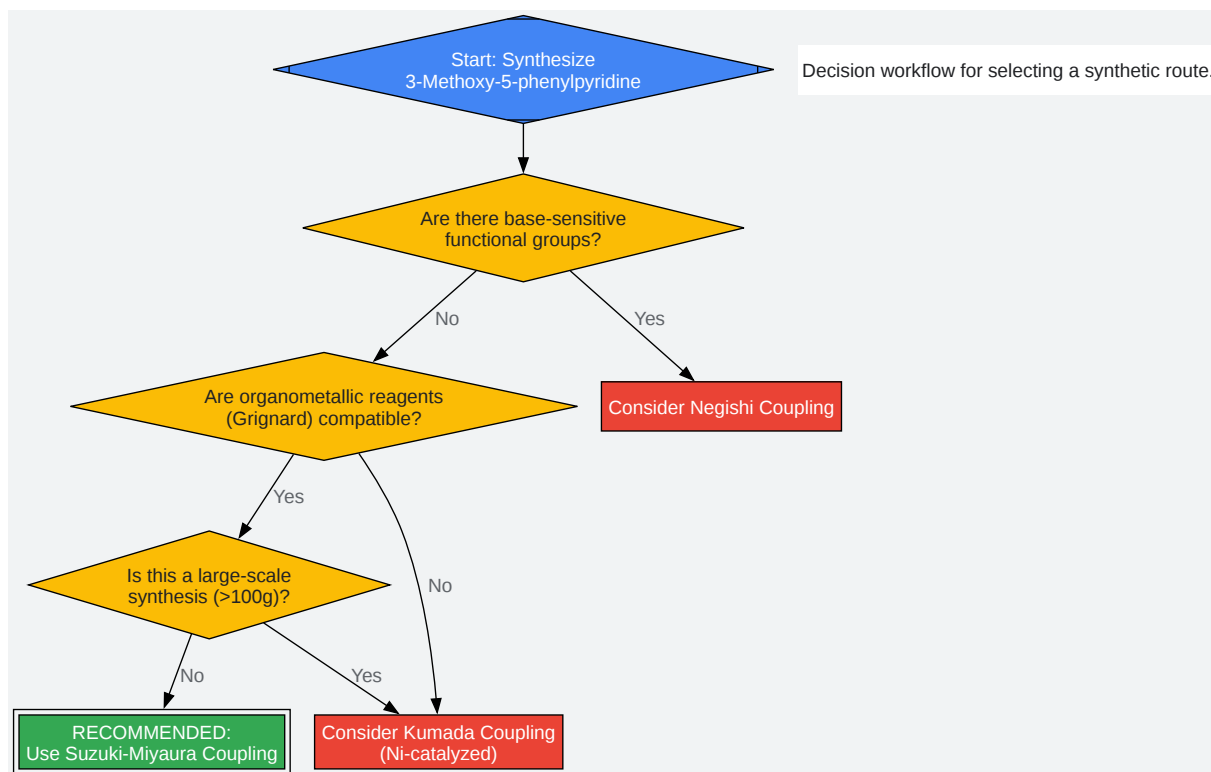 Start: Synthesize
3-Methoxy-5-phenylpyridine
Decision workflow for selecting a synthetic route.
Are there base-sensitive
functional groups?
No
Yes
Are organometallic reagents
(Grignard) compatible?
Consider Negishi Coupling
Yes
Is this a large-scale
synthesis (>100g)?
No
No
Yes
RECOMMENDED:
Use Suzuki-Miyaura Coupling
Consider Kumada Coupling
(Ni-catalyzed)